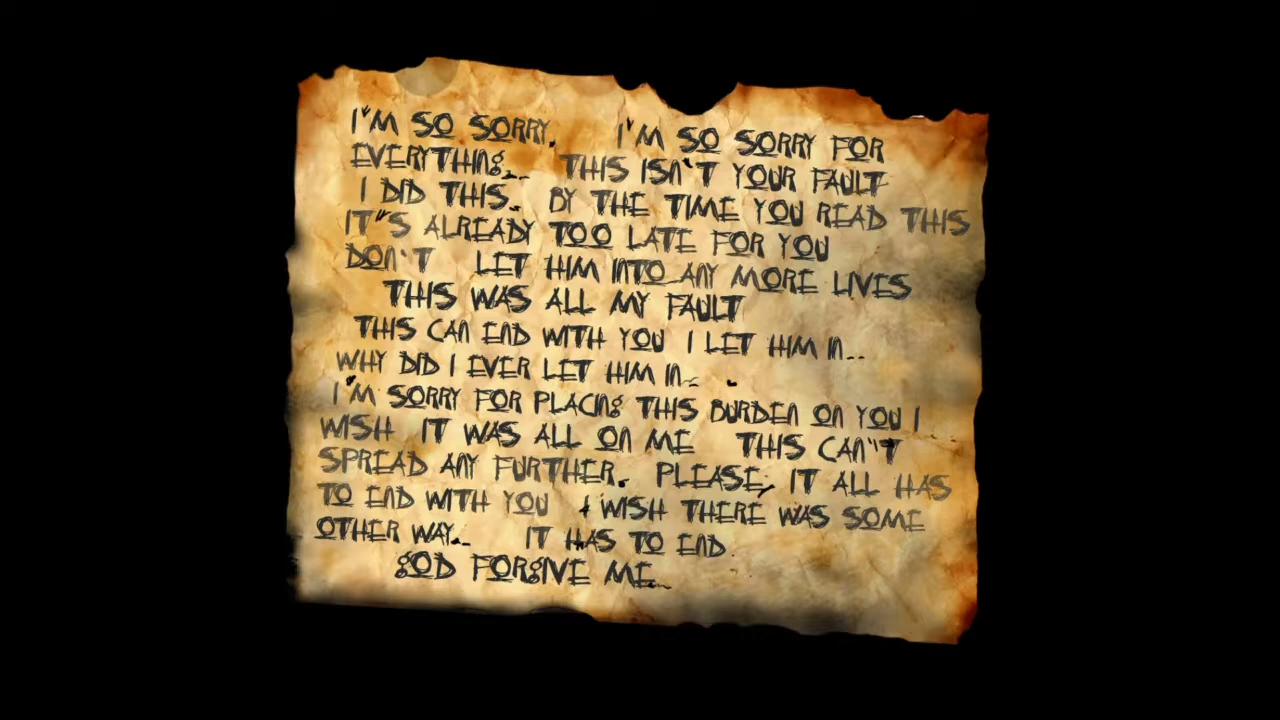 I'M SO SORRY. I'M SO SORRY FOR
EVERYTHING... THIS ISN'T YOUR FAULT
I DID THIS.. BY THE TIME YOU READ THIS
IT"S ALREADY TOO LATE FOR YOU
DON'T LET HIM INTO ANY MORE LIVES
THIS WAS ALL MY FAULT
THIS CAN END WITH YOU I LET HIM IN...
WHY DID I EVER LET HIM IN...
I'M SORRY FOR PLACING THIS BURDEN ON YOU I
WISH IT WAS ALL ON ME THIS CAN"T
SPREAD ANY FURTHER. PLEASE, IT ALL HAS
TO END WITH YOU I WISH THERE WAS SOME
OTHER WAY... IT HAS TO END.
GOD FORGIVE ME...